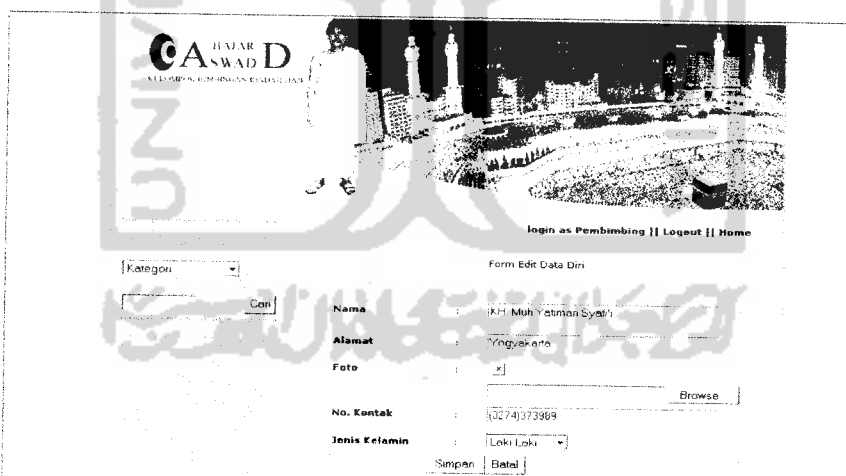 HAJAR
ASWAD
login as Pembimbing || Logout || Home
Kategori
Form Edit Data Diri
Cari
Nama : KH. Muh Yatiman Syafi'i
Alamat : Yogyakarta
Foto :
Browse
No. Kontak : (0274)373989
Jenis Kelamin : Laki Laki
Simpan Batal